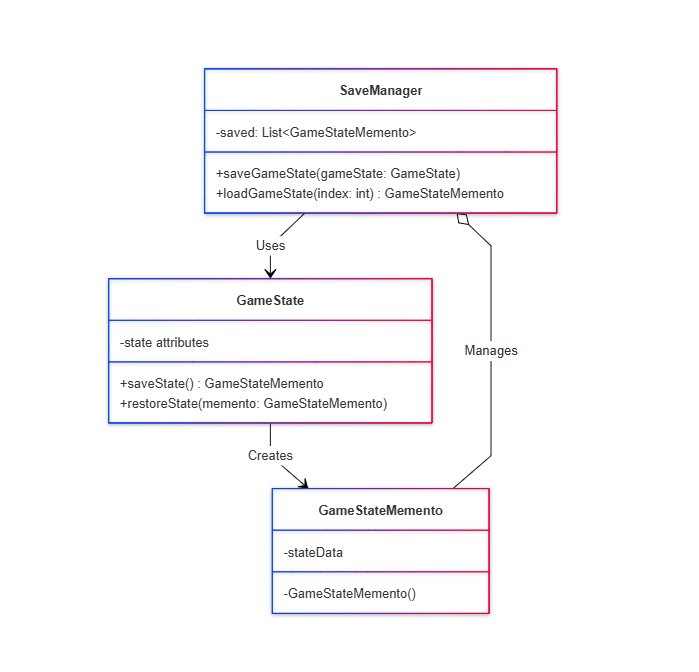 SaveManager
-saved: List<GameStateMemento>
+saveGameState(gameState: GameState)
+loadGameState(index: int) : GameStateMemento
Uses
GameState
-state attributes
+saveState() : GameStateMemento
+restoreState(memento: GameStateMemento)
Manages
Creates
GameStateMemento
-stateData
-GameStateMemento()